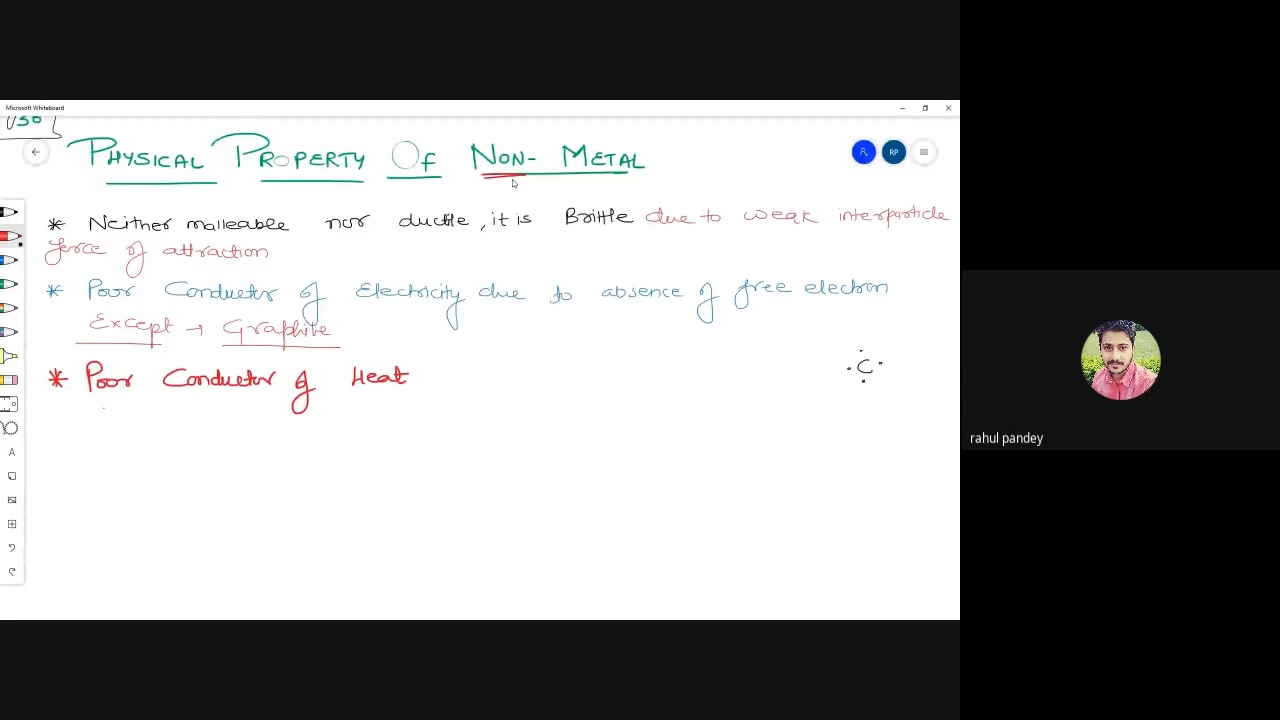 Microsoft Whiteboard
PHYSICAL PROPERTY Of NON-METAL
RP
* Neither malleable nor ductile, it is Brittle due to weak interparticle
force of attraction
* Poor Conductor of Electricity due to absence of free electron
Except → Graphite
* Poor Conductor of Heat
C
A
rahul pandey